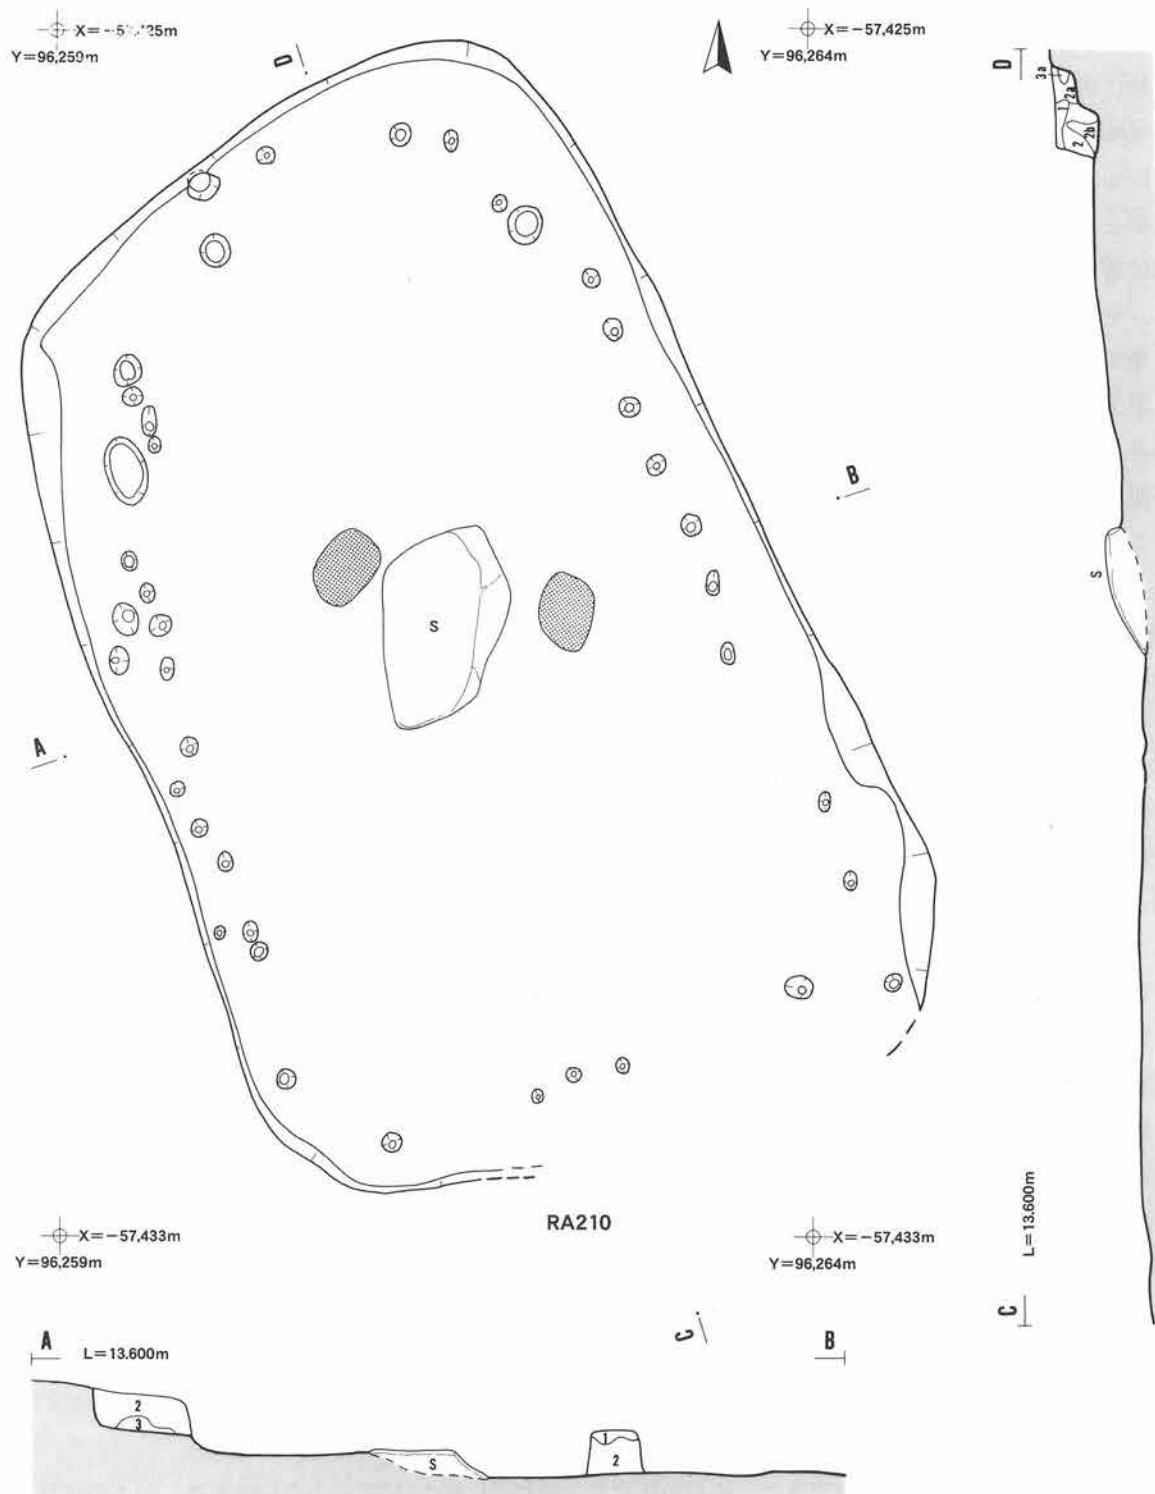 X=-57,425m
Y=96,259m
X=-57,425m
Y=96,264m
D
D
3a
2a
1
2b
2
B
S
S
A
RA210
L=13.600m
X=-57,433m
Y=96,259m
X=-57,433m
Y=96,264m
C
C
A
L=13.600m
B
2
3
S
1
2